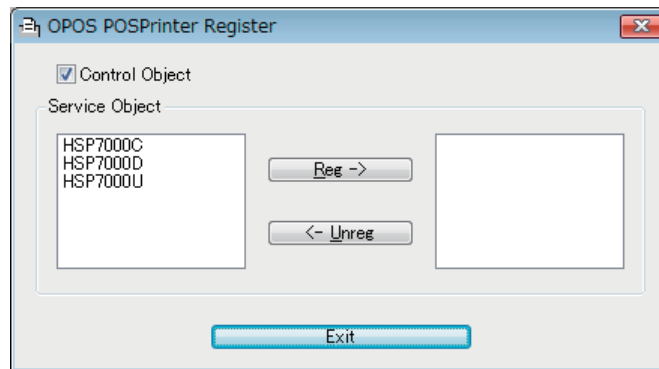 OPOS POSPrinter Register
Control Object
Service Object
HSP7000C
HSP7000D
HSP7000U
Reg ->
<- Unreg
Exit